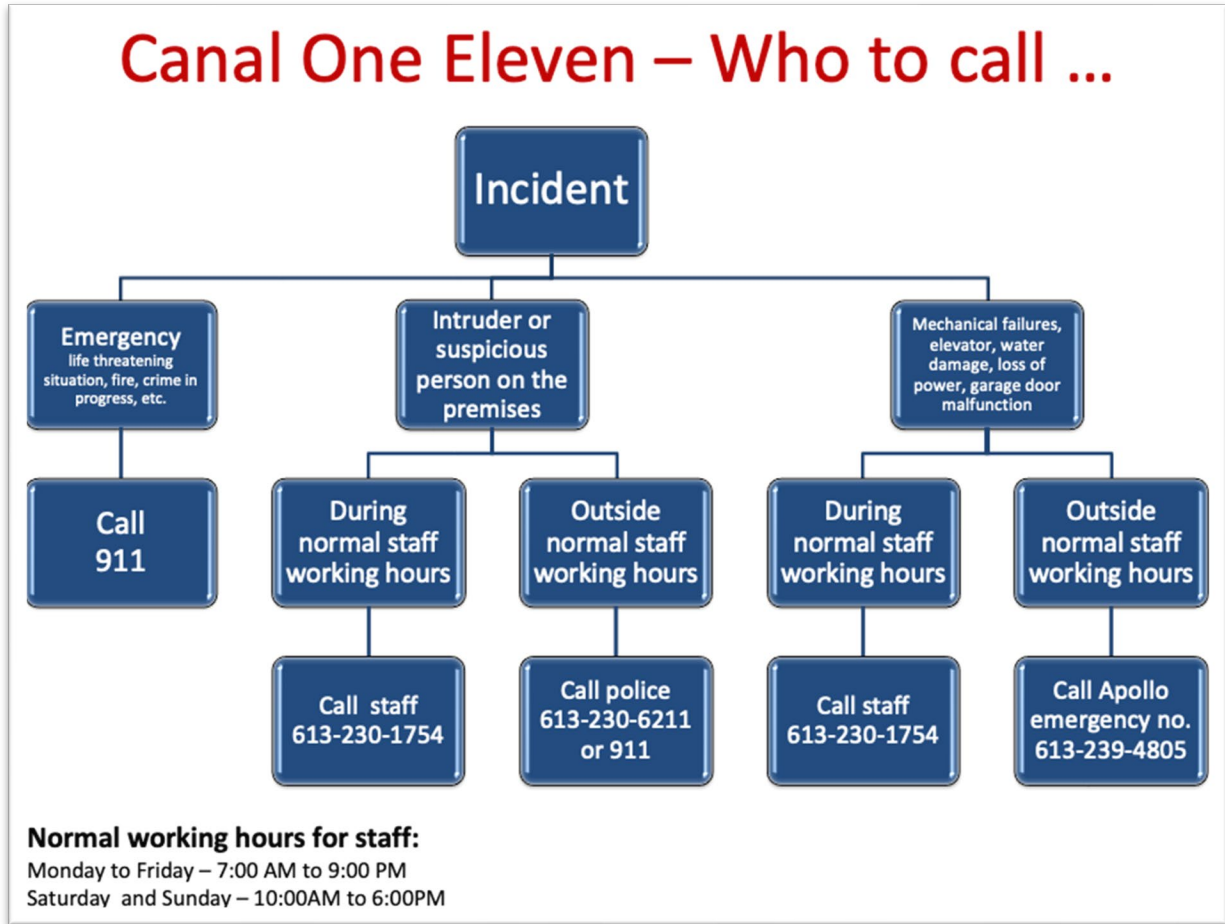 Canal One Eleven – Who to call ...
Incident
Emergency
life threatening
situation, fire, crime in
progress, etc.
Intruder or
suspicious
person on the
premises
Mechanical failures,
elevator, water
damage, loss of
power, garage door
malfunction
Call
911
During
normal staff
working hours
Outside
normal staff
working hours
During
normal staff
working hours
Outside
normal staff
working hours
Call staff
613-230-1754
Call police
613-230-6211
or 911
Call staff
613-230-1754
Call Apollo
emergency no.
613-239-4805
Normal working hours for staff:
Monday to Friday – 7:00 AM to 9:00 PM
Saturday and Sunday – 10:00AM to 6:00PM